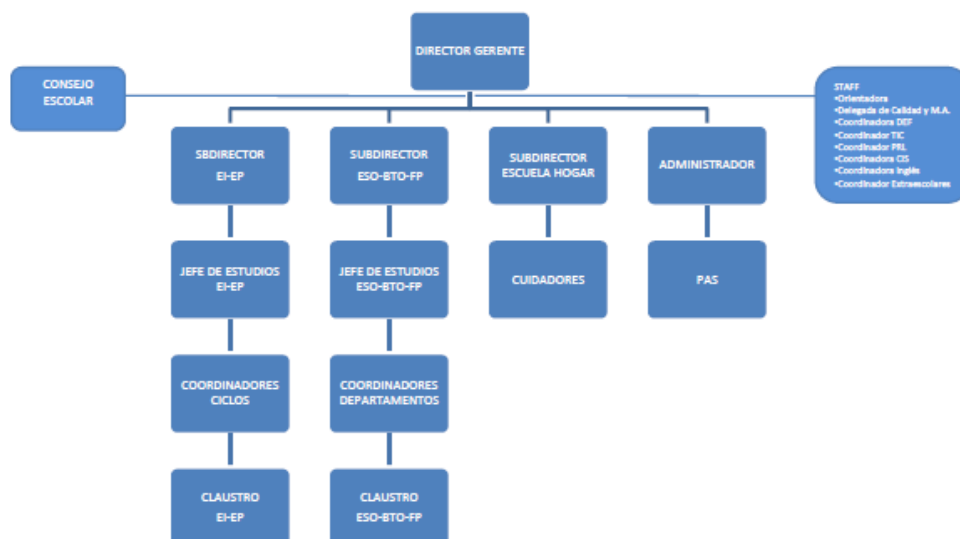 DIRECTOR GERENTE
CONSEJO
ESCOLAR
STAFF
•Orientadora
•Delegada de Calidad y M.A.
•Coordinadora DEF
•Coordinador TIC
•Coordinador PRL
•Coordinadora CIS
•Coordinadora Inglés
•Coordinador Extraescolares
SBDIRECTOR
EI-EP
SUBDIRECTOR
ESO-BTO-FP
SUBDIRECTOR
ESCUELA HOGAR
ADMINISTRADOR
JEFE DE ESTUDIOS
EI-EP
JEFE DE ESTUDIOS
ESO-BTO-FP
CUIDADORES
PAS
COORDINADORES
CICLOS
COORDINADORES
DEPARTAMENTOS
CLAUSTRO
EI-EP
CLAUSTRO
ESO-BTO-FP